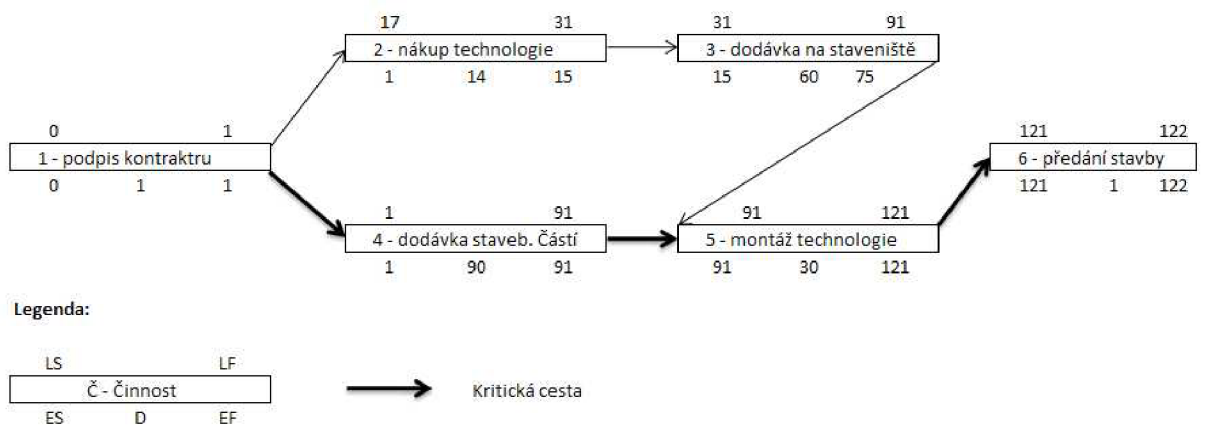 17 31
2 - nákup technologie
1 14 15
31 91
3 - dodávka na staveniště
15 60 75
0 1
1 - podpis kontraktru
0 1 1
1 91
4 - dodávka staveb. Částí
1 90 91
91 121
5 - montáž technologie
91 30 121
121 122
6 - předání stavby
121 1 122
Legenda:
LS LF
Č - Činnost
ES D EF
Kritická cesta